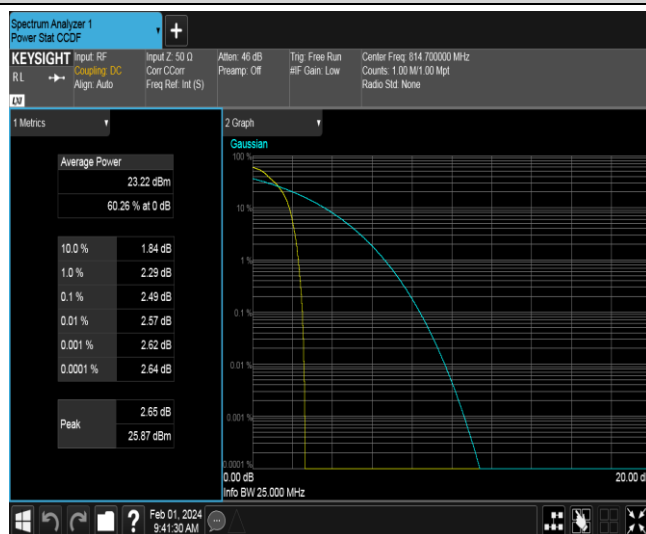 Spectrum Analyzer 1
Power Stat CCDF
+
KEYSIGHT
RL
LXI
Input: RF
Coupling: DC
Align: Auto
Input Z: 50 Ω
Corr CCorr
Freq Ref: Int (S)
Atten: 46 dB
Preamp: Off
Trig: Free Run
#IF Gain: Low
Center Freq: 814.700000 MHz
Counts: 1.00 M/1.00 Mpt
Radio Std: None
1 Metrics
Average Power
23.22 dBm
60.26 % at 0 dB
10.0 % 1.84 dB
1.0 % 2.29 dB
0.1 % 2.49 dB
0.01 % 2.57 dB
0.001 % 2.62 dB
0.0001 % 2.64 dB
Peak
2.65 dB
25.87 dBm
2 Graph
Gaussian
100 %
10 %
1 %
0.1 %
0.01 %
0.001 %
0.0001 %
0.00 dB
20.00 d
Info BW 25.000 MHz
?
Feb 01, 2024
9:41:30 AM